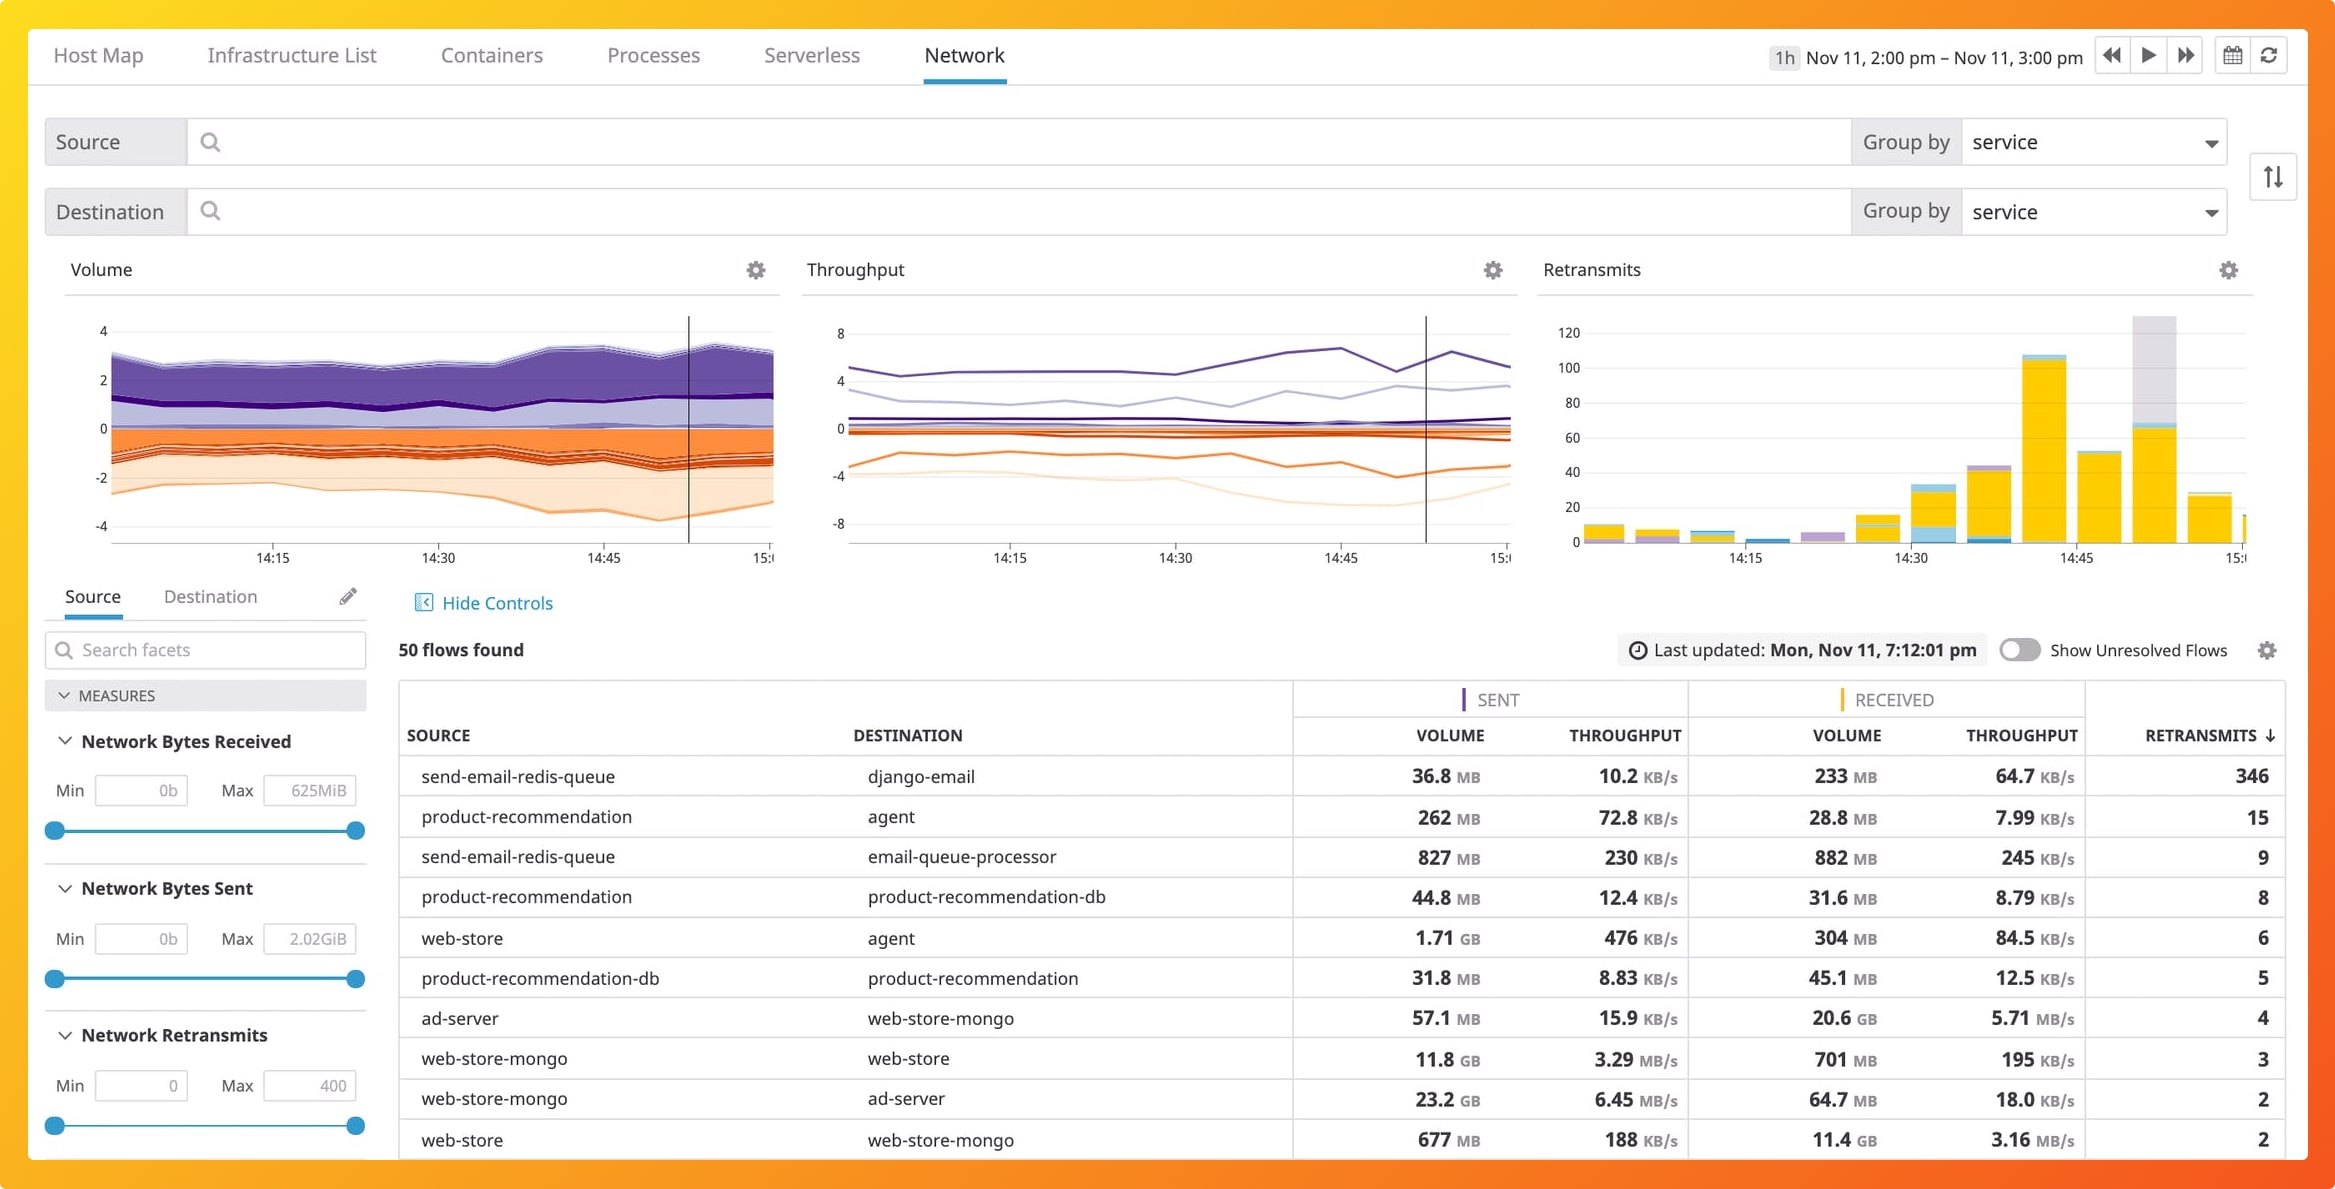 Host Map Infrastructure List Containers Processes Serverless Network 1h Nov 11, 2:00 pm – Nov 11, 3:00 pm
Source Group by service
Destination Group by service
Volume Throughput Retransmits
4
2
0
-2
-4
14:15 14:30 14:45 15:0
8
4
0
-4
-8
14:15 14:30 14:45 15:0
120
100
80
60
40
20
0
14:15 14:30 14:45 15:0
Source Destination Hide Controls
Search facets
50 flows found Last updated: Mon, Nov 11, 7:12:01 pm Show Unresolved Flows
MEASURES
Network Bytes Received
Min 0b Max 625MiB
Network Bytes Sent
Min 0b Max 2.02GiB
Network Retransmits
Min 0 Max 400
SENT RECEIVED
SOURCE DESTINATION VOLUME THROUGHPUT VOLUME THROUGHPUT RETRANSMITS ↓
send-email-redis-queue django-email 36.8 MB 10.2 KB/s 233 MB 64.7 KB/s 346
product-recommendation agent 262 MB 72.8 KB/s 28.8 MB 7.99 KB/s 15
send-email-redis-queue email-queue-processor 827 MB 230 KB/s 882 MB 245 KB/s 9
product-recommendation product-recommendation-db 44.8 MB 12.4 KB/s 31.6 MB 8.79 KB/s 8
web-store agent 1.71 GB 476 KB/s 304 MB 84.5 KB/s 6
product-recommendation-db product-recommendation 31.8 MB 8.83 KB/s 45.1 MB 12.5 KB/s 5
ad-server web-store-mongo 57.1 MB 15.9 KB/s 20.6 GB 5.71 MB/s 4
web-store-mongo web-store 11.8 GB 3.29 MB/s 701 MB 195 KB/s 3
web-store-mongo ad-server 23.2 GB 6.45 MB/s 64.7 MB 18.0 KB/s 2
web-store web-store-mongo 677 MB 188 KB/s 11.4 GB 3.16 MB/s 2